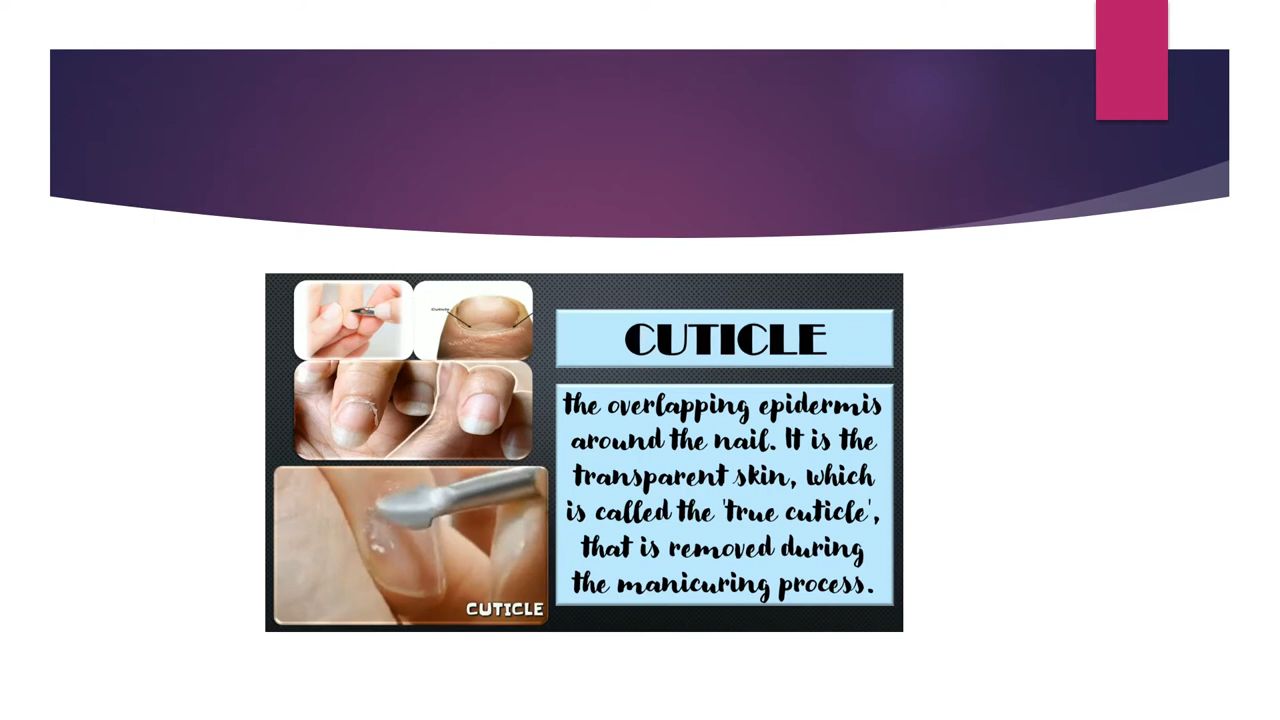 Cuticle
CUTICLE
the overlapping epidermis
around the nail. It is the
transparent skin, which
is called the 'true cuticle',
that is removed during
the manicuring process.
CUTICLE